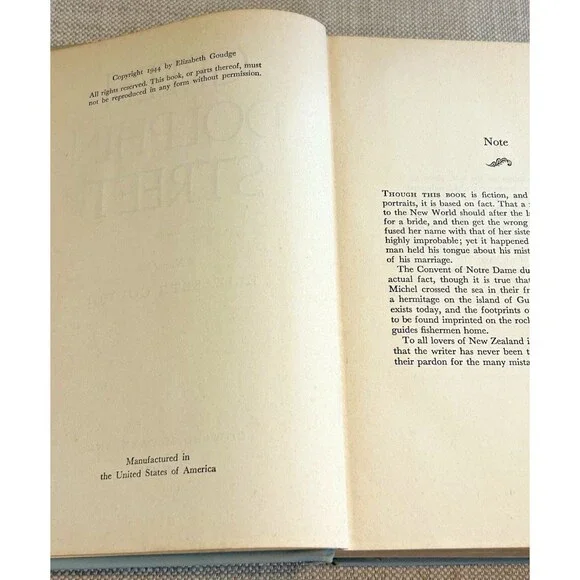 Copyright 1944 by Elizabeth Goudge
All rights reserved. This book, or parts thereof, must
not be reproduced in any form without permission.
DOLPHIN
STREET
Manufactured in
the United States of America
Note
THOUGH THIS BOOK is fiction, and
portraits, it is based on fact. That a
to the New World should after the l
for a bride, and then get the wrong
fused her name with that of her siste
highly improbable; yet it happened
man held his tongue about his mist
of his marriage.
The Convent of Notre Dame du
actual fact, though it is true that
Michel crossed the sea in their fr
a hermitage on the island of Gu
exists today, and the footprints o
to be found imprinted on the rock
guides fishermen home.
To all lovers of New Zealand i
that the writer has never been t
their pardon for the many mista